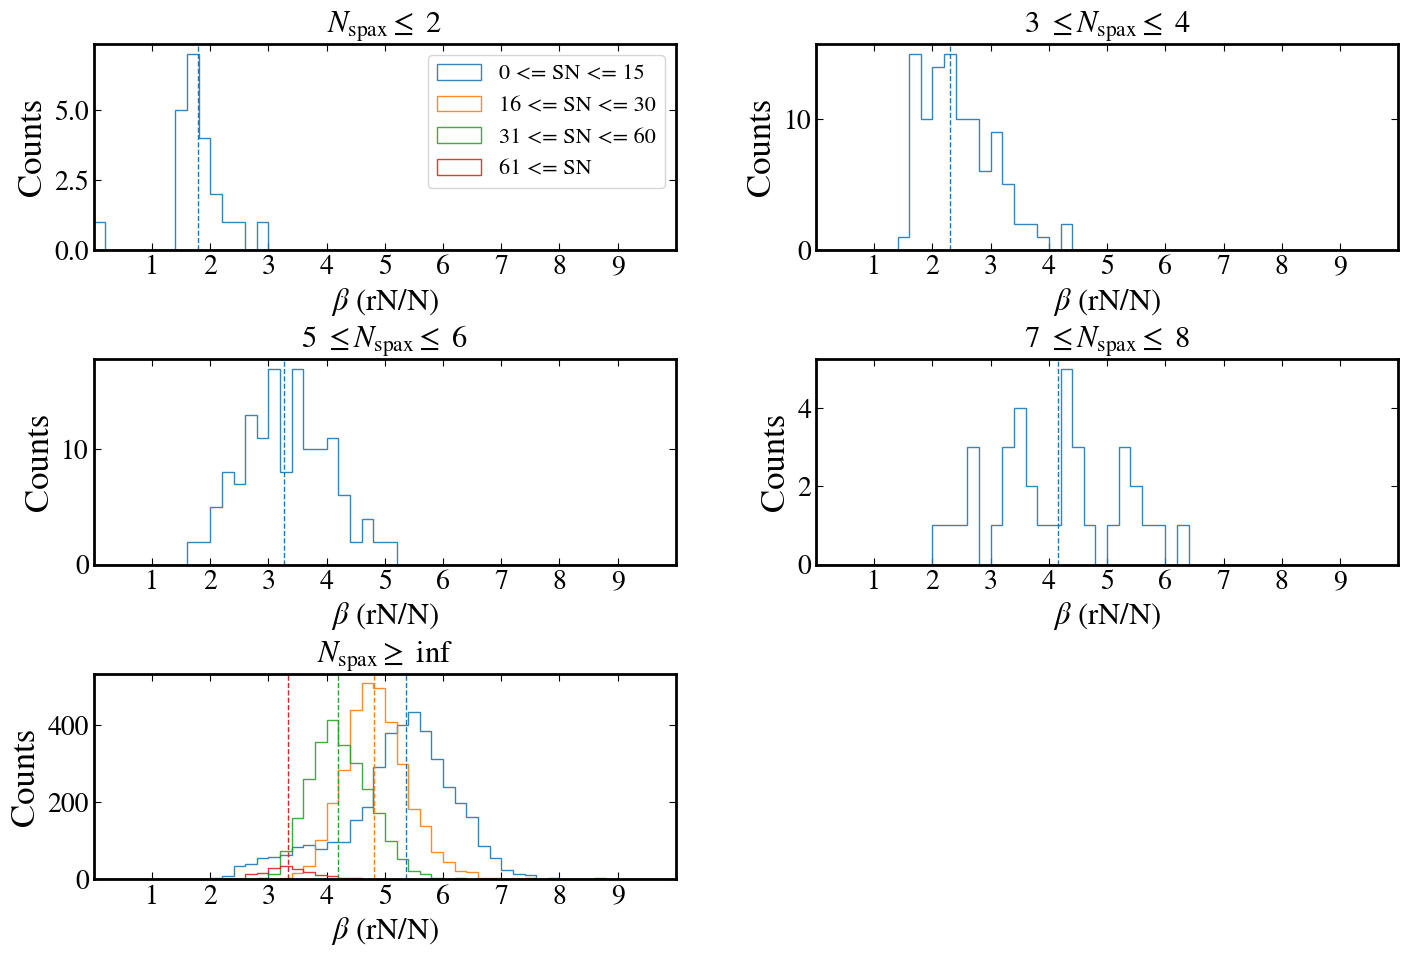 N_spax ≤ 2
Counts
5.0
2.5
0.0
0 <= SN <= 15
16 <= SN <= 30
31 <= SN <= 60
61 <= SN
1 2 3 4 5 6 7 8 9
β (rN/N)
3 ≤N_spax ≤ 4
Counts
10
0
1 2 3 4 5 6 7 8 9
β (rN/N)
5 ≤N_spax ≤ 6
Counts
10
0
1 2 3 4 5 6 7 8 9
β (rN/N)
7 ≤N_spax ≤ 8
Counts
4
2
0
1 2 3 4 5 6 7 8 9
β (rN/N)
N_spax ≥ inf
Counts
400
200
0
1 2 3 4 5 6 7 8 9
β (rN/N)